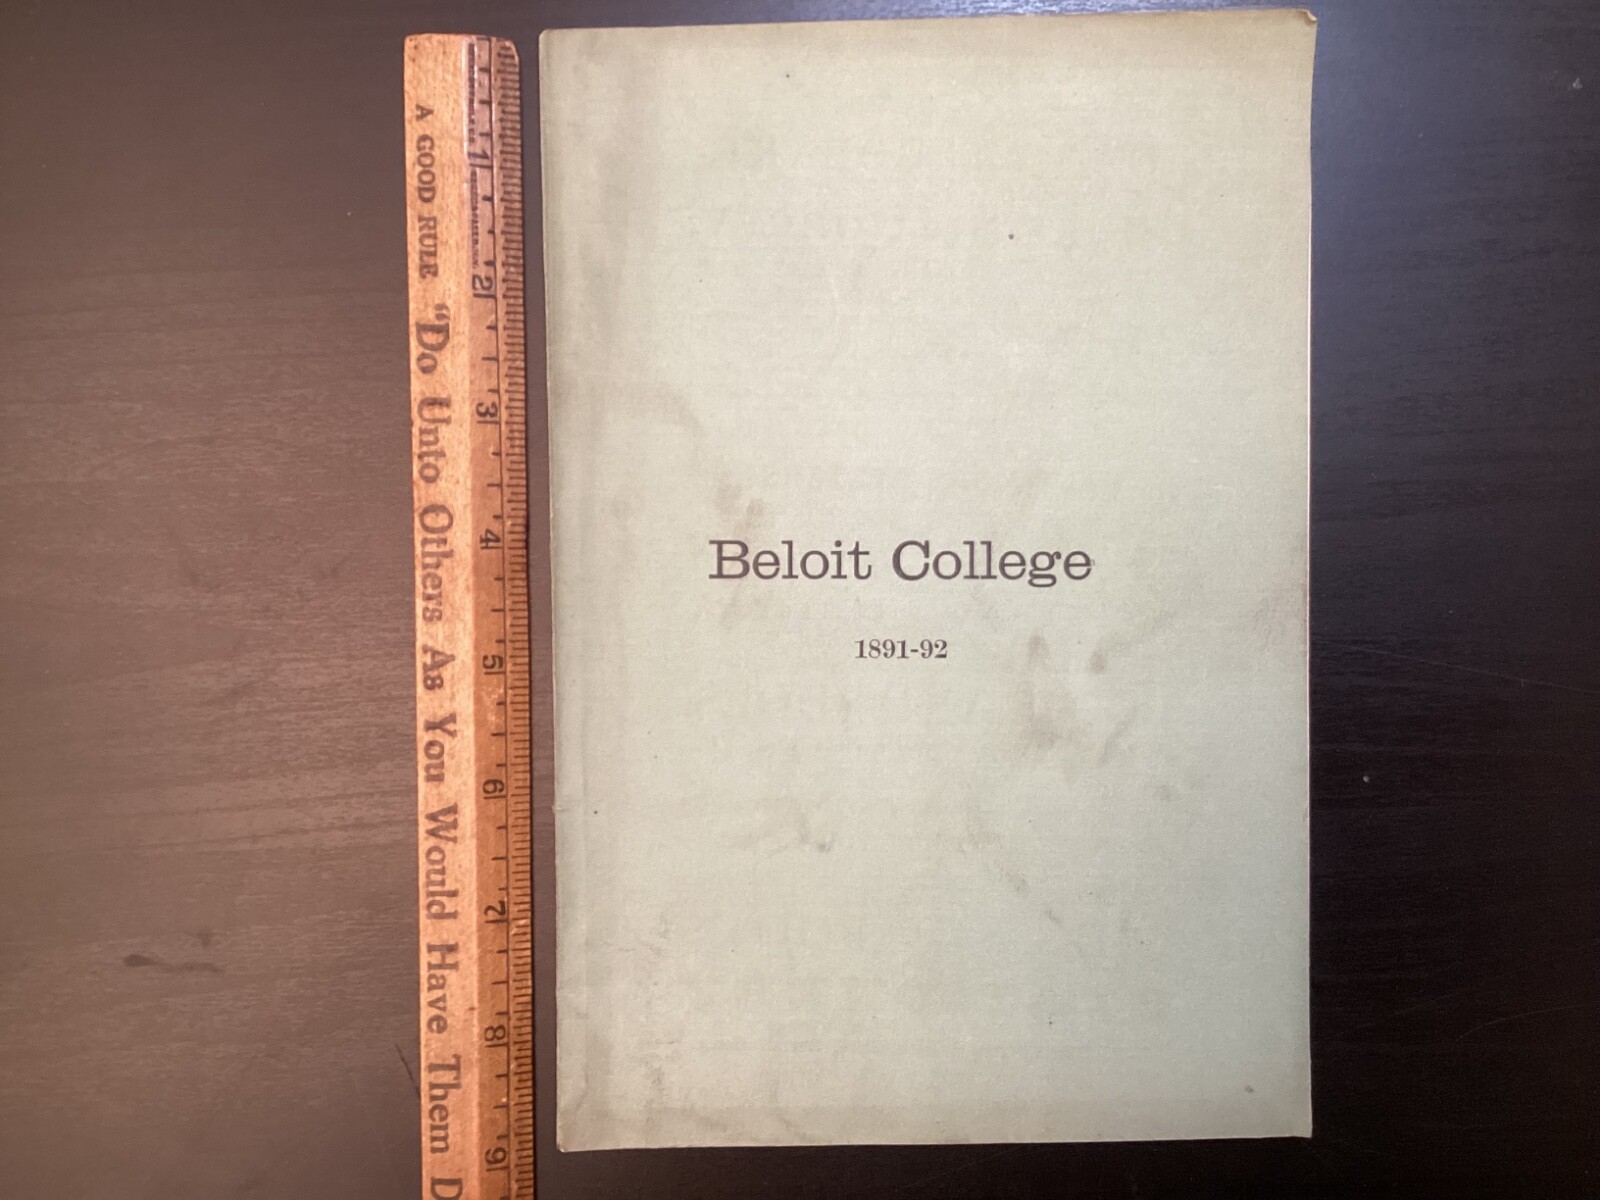 A GOOD RULE "Do Unto Others As You Would Have Them D
1 2 3 4 5 6 7 8 9
Beloit College
1891-92